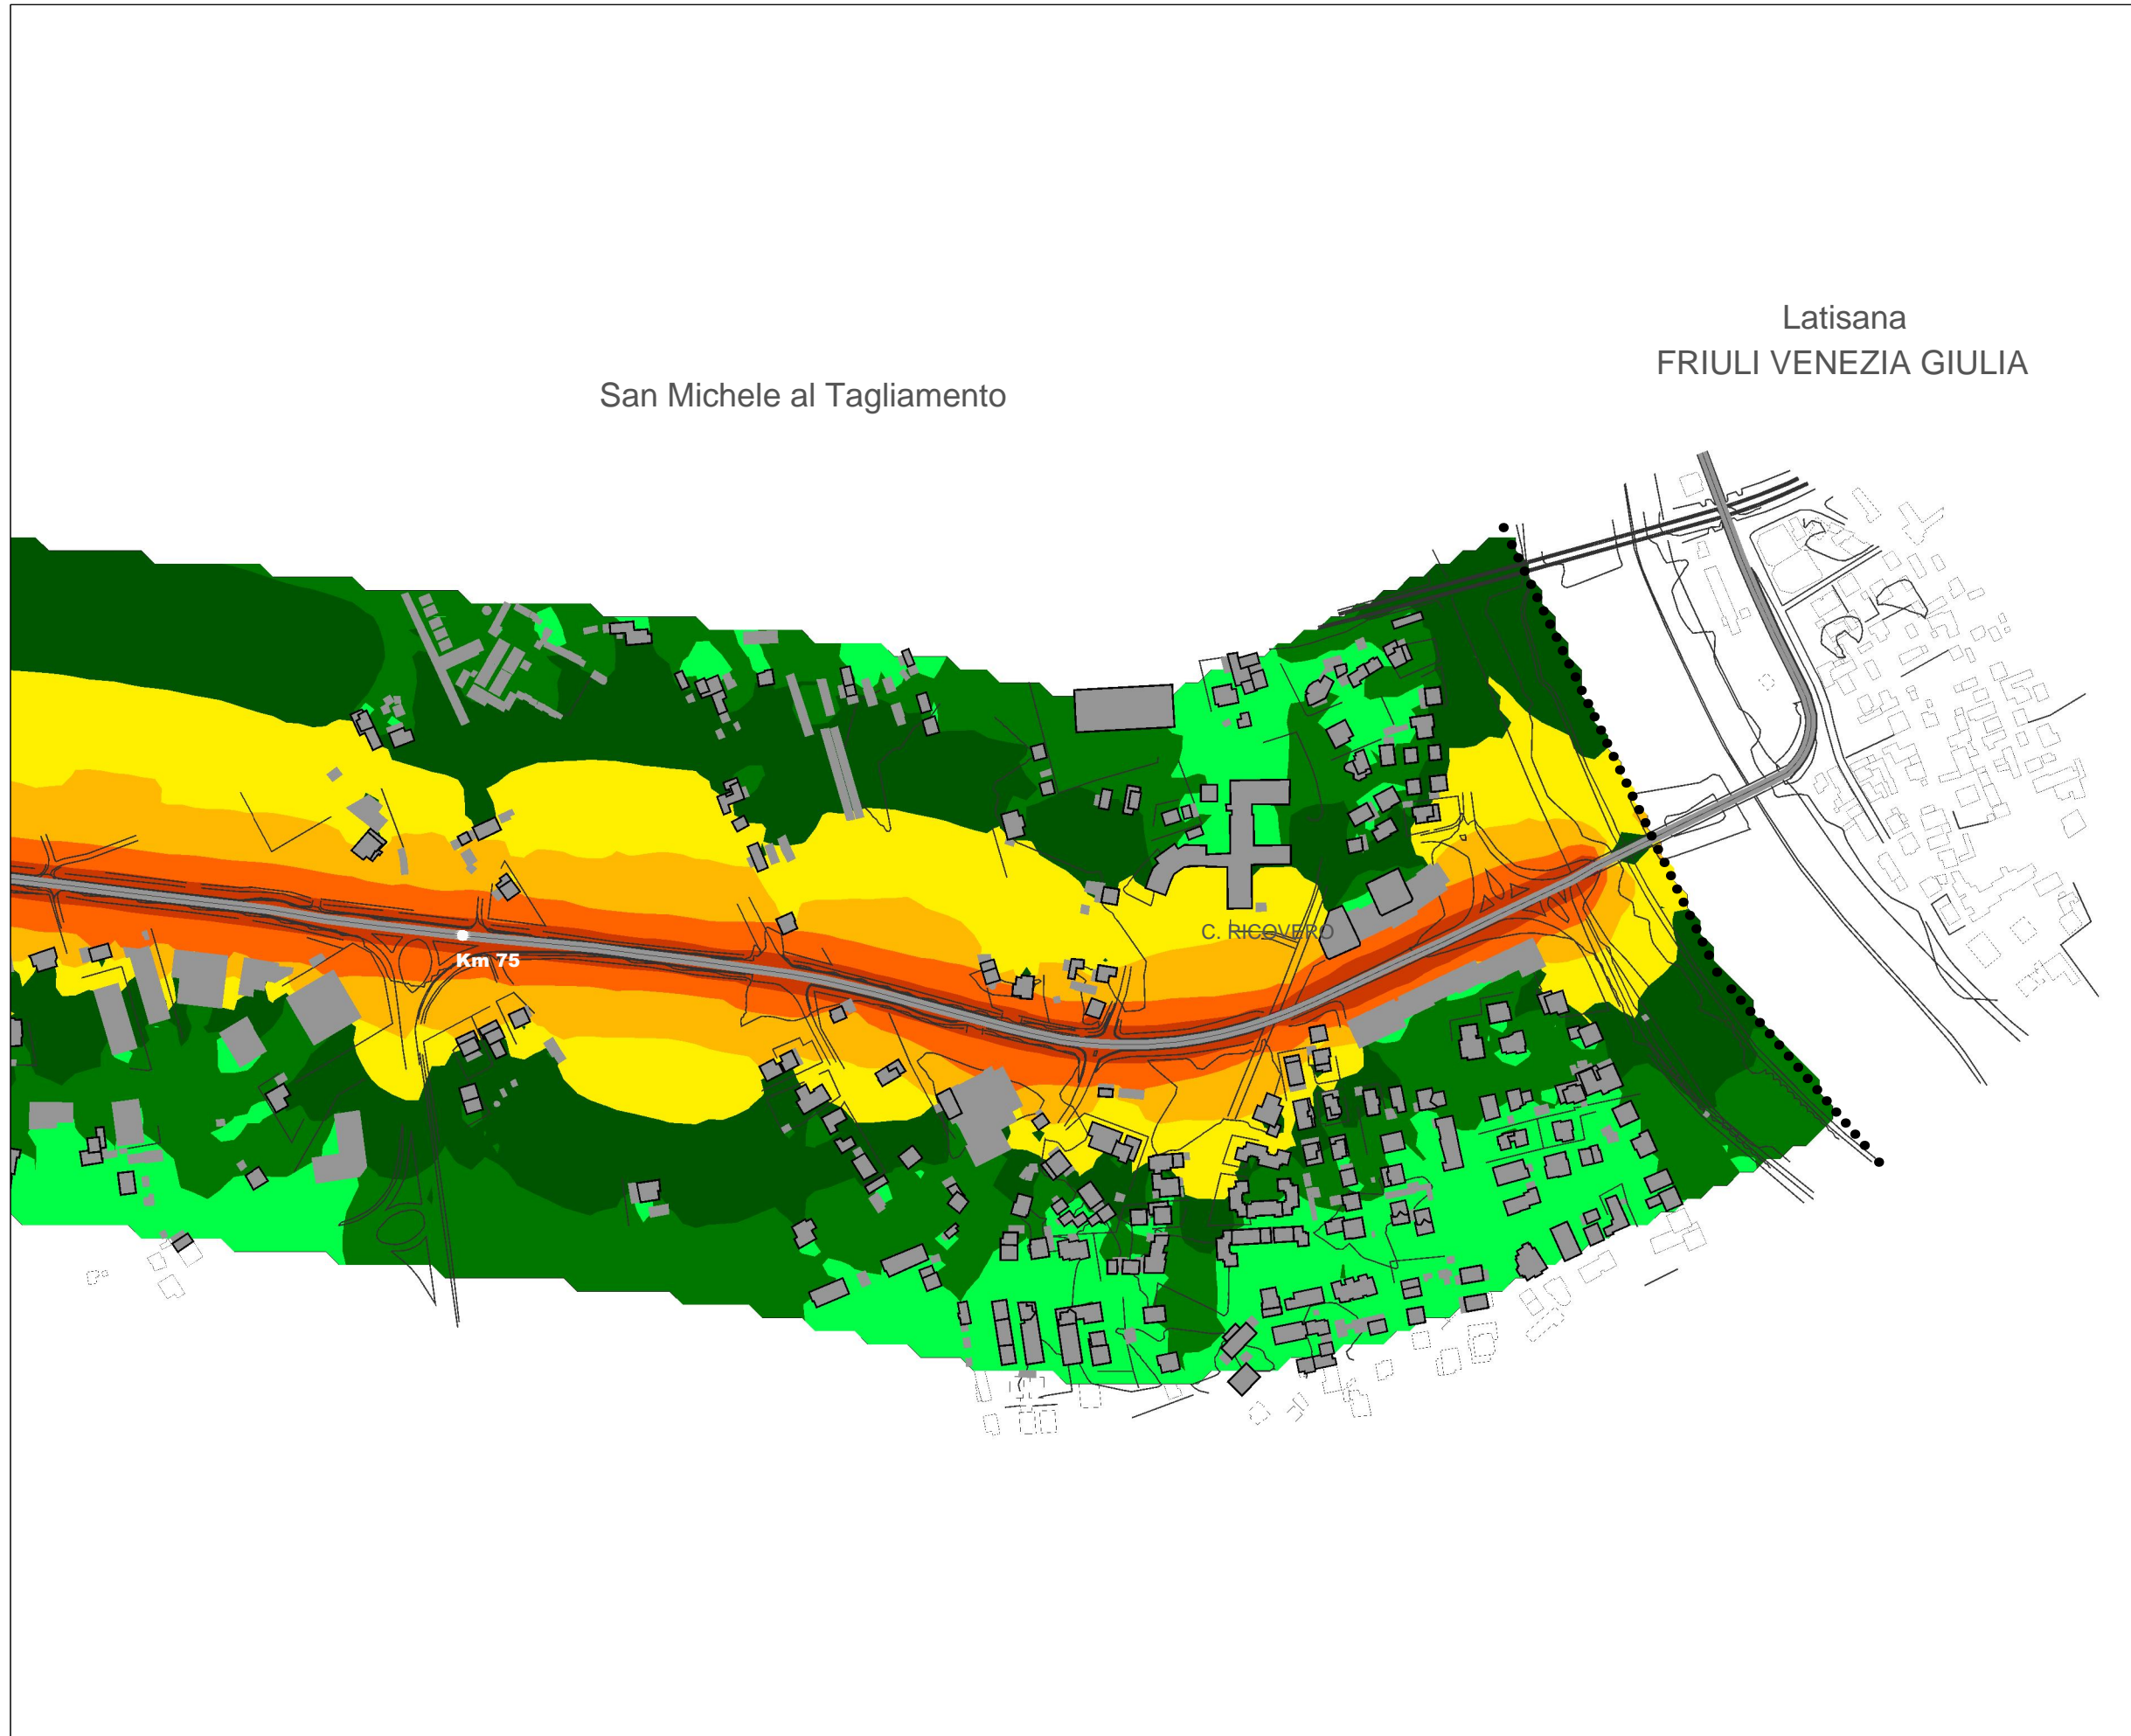 Latisana
FRIULI VENEZIA GIULIA
San Michele al Tagliamento
C. RICOVERO
Km 75